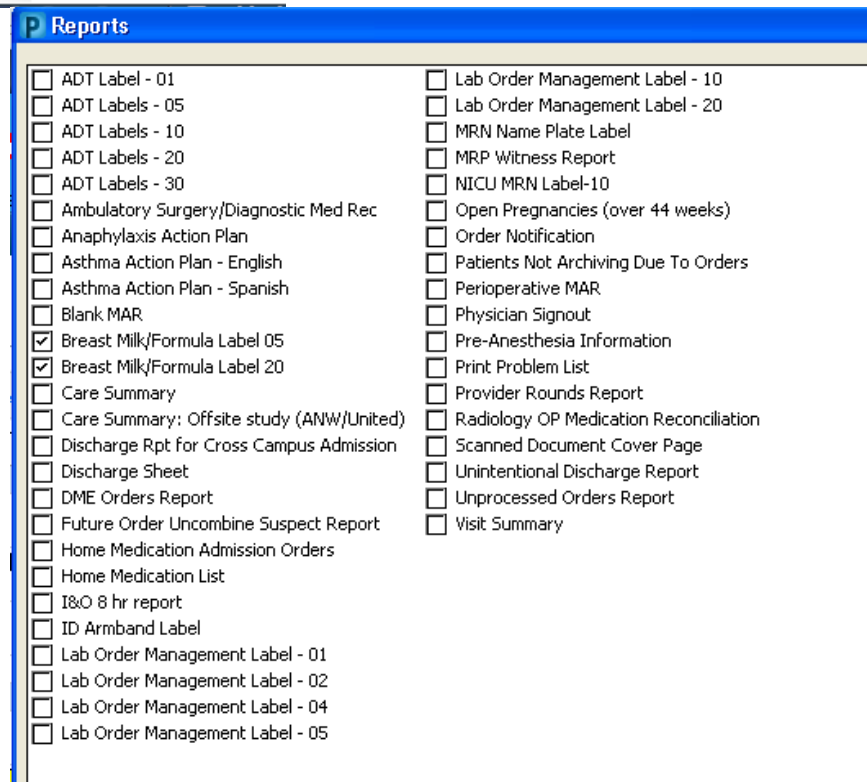 P Reports
ADT Label - 01
ADT Labels - 05
ADT Labels - 10
ADT Labels - 20
ADT Labels - 30
Ambulatory Surgery/Diagnostic Med Rec
Anaphylaxis Action Plan
Asthma Action Plan - English
Asthma Action Plan - Spanish
Blank MAR
Breast Milk/Formula Label 05
Breast Milk/Formula Label 20
Care Summary
Care Summary: Offsite study (ANW/United)
Discharge Rpt for Cross Campus Admission
Discharge Sheet
DME Orders Report
Future Order Uncombine Suspect Report
Home Medication Admission Orders
Home Medication List
I&O 8 hr report
ID Armband Label
Lab Order Management Label - 01
Lab Order Management Label - 02
Lab Order Management Label - 04
Lab Order Management Label - 05
Lab Order Management Label - 10
Lab Order Management Label - 20
MRN Name Plate Label
MRP Witness Report
NICU MRN Label-10
Open Pregnancies (over 44 weeks)
Order Notification
Patients Not Archiving Due To Orders
Perioperative MAR
Physician Signout
Pre-Anesthesia Information
Print Problem List
Provider Rounds Report
Radiology OP Medication Reconciliation
Scanned Document Cover Page
Unintentional Discharge Report
Unprocessed Orders Report
Visit Summary